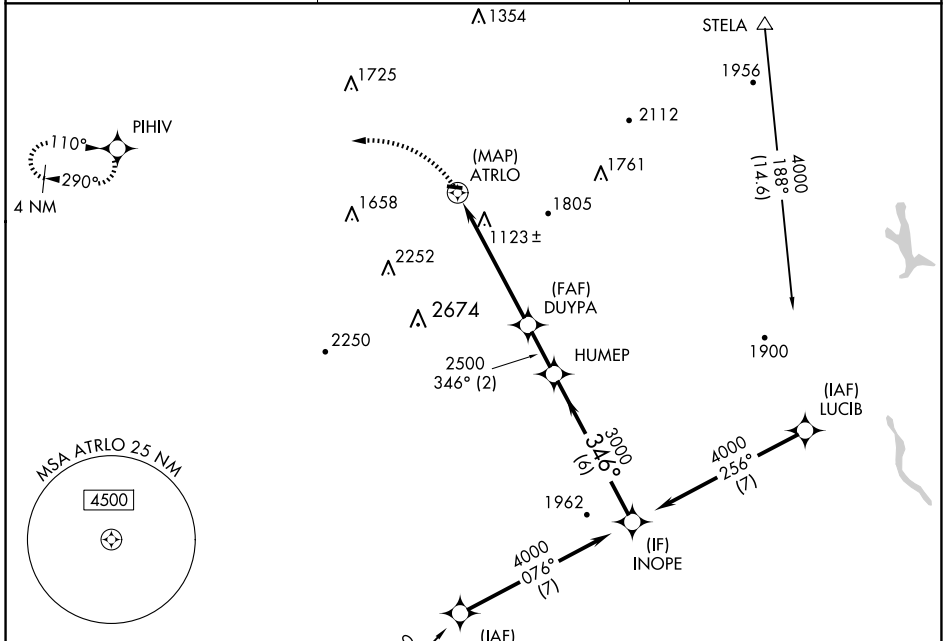 1354
STELA
1725
1956
PIHIV
110°
290°
4 NM
2112
(MAP)
ATRLO
1761
4000
188°
(14.6)
1658
1805
1123±
2252
(FAF)
DUYPA
2674
2250
HUMEP
2500
346° (2)
1900
(IAF)
LUCIB
3000
346°
(6)
4000
256°
(7)
MSA ATRLO 25 NM
4500
1962
(IF)
INOPE
4000
076°
(7)
(IAF)